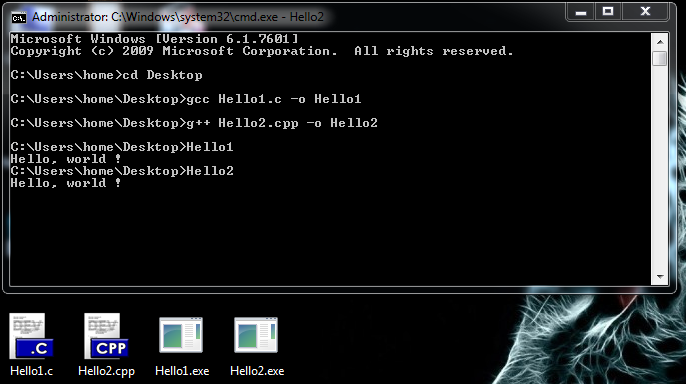 Administrator: C:\Windows\system32\cmd.exe - Hello2
Microsoft Windows [Version 6.1.7601]
Copyright (c) 2009 Microsoft Corporation.  All rights reserved.
C:\Users\home>cd Desktop
C:\Users\home\Desktop>gcc Hello1.c -o Hello1
C:\Users\home\Desktop>g++ Hello2.cpp -o Hello2
C:\Users\home\Desktop>Hello1
Hello, world !
C:\Users\home\Desktop>Hello2
Hello, world !
DEV DEV
.C CPP
Hello1.c Hello2.cpp Hello1.exe Hello2.exe